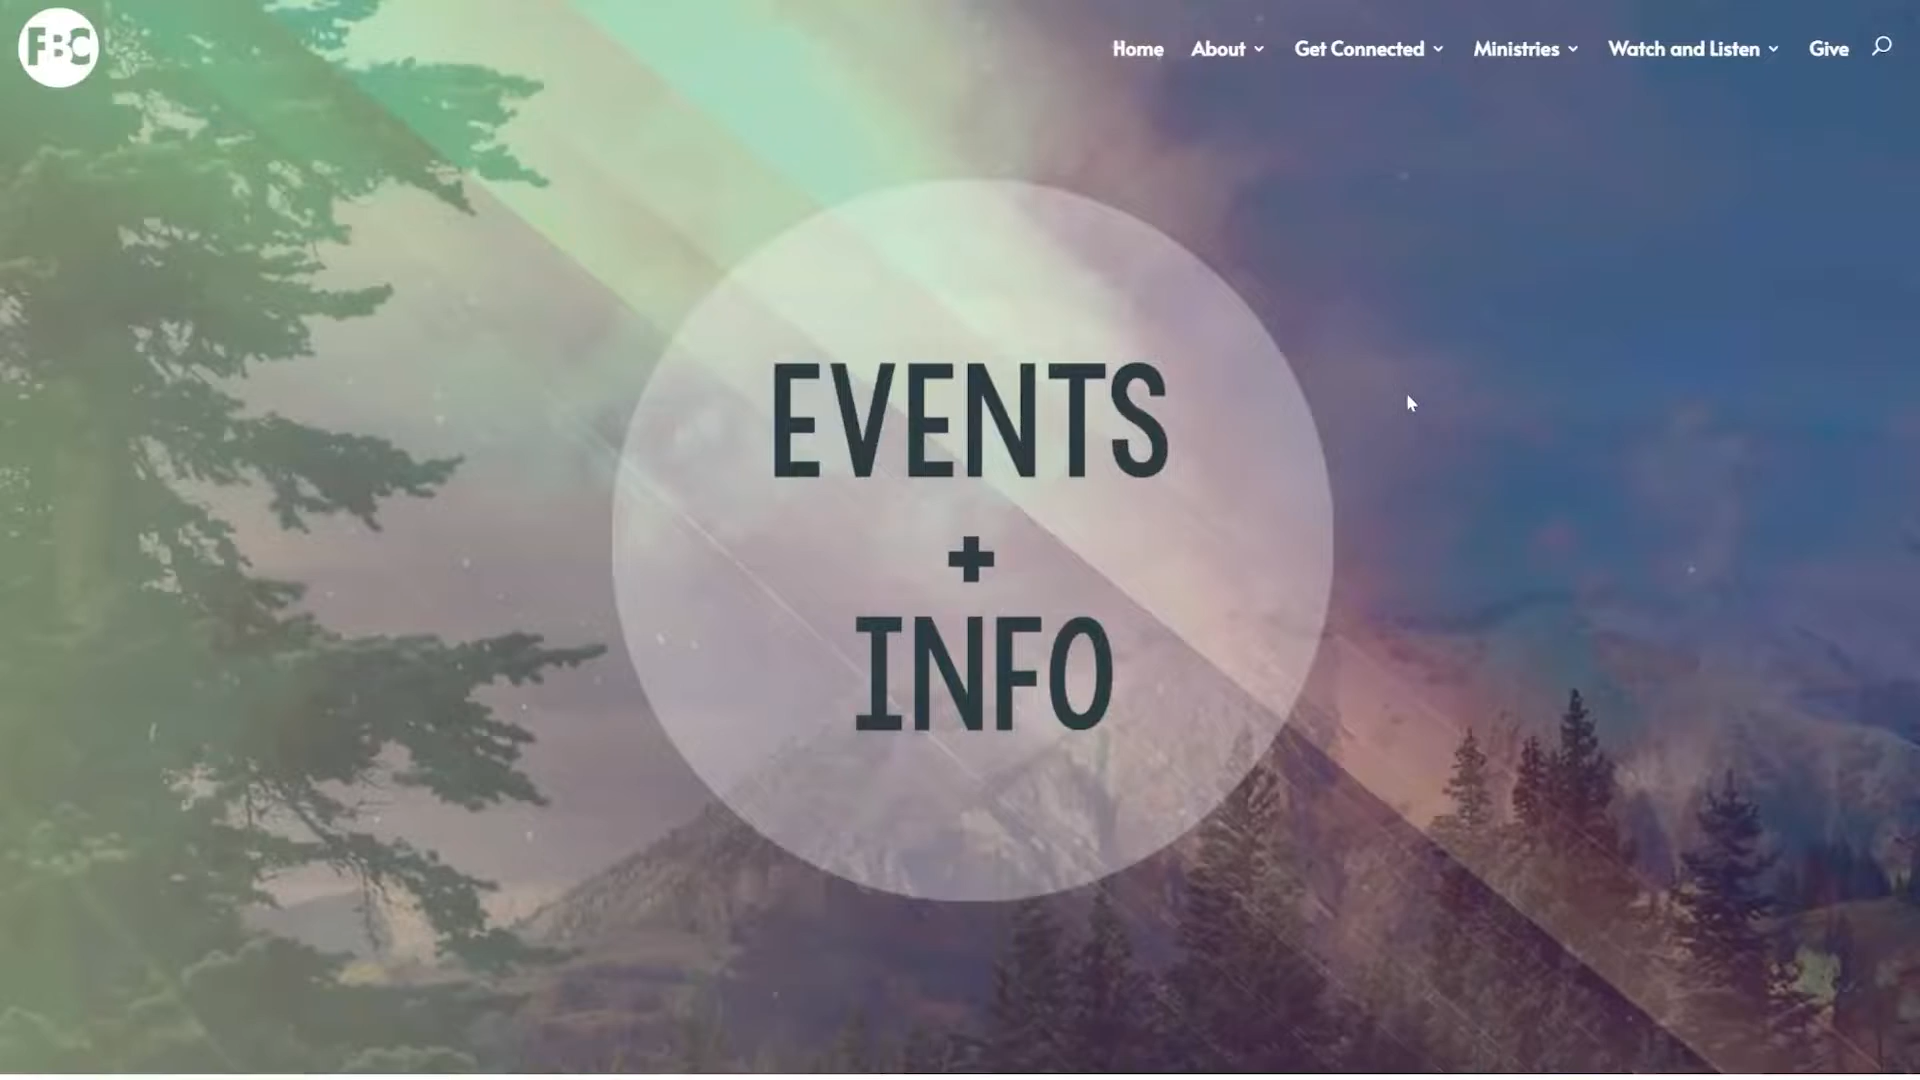 FBC
Home About Get Connected Ministries Watch and Listen Give
EVENTS
+
INFO